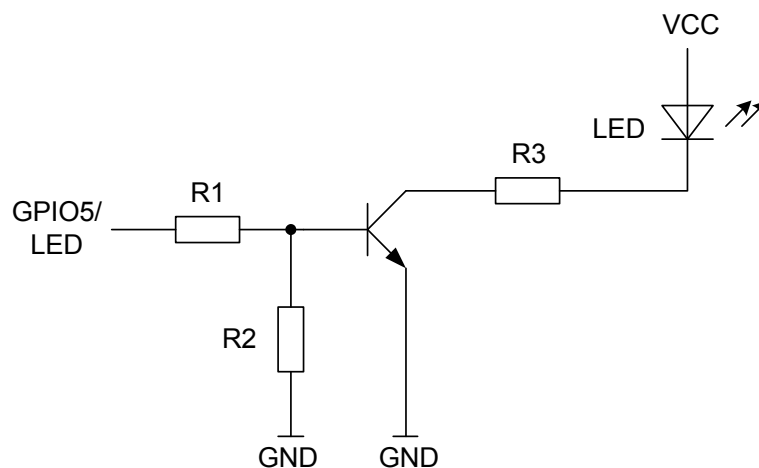 VCC
LED
R3
R1
GPIO5/
LED
R2
GND
GND